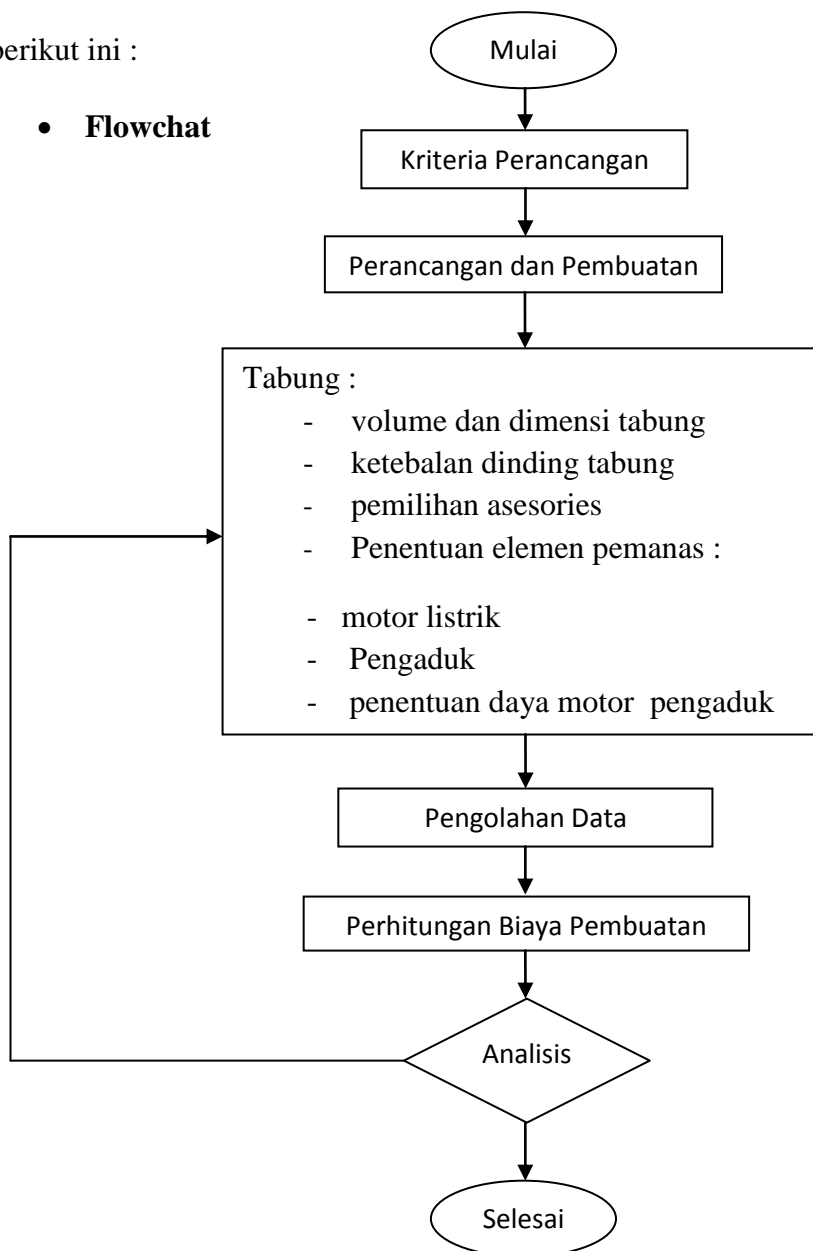 berikut ini :
Mulai
• Flowchat
Kriteria Perancangan
Perancangan dan Pembuatan
Tabung :
- volume dan dimensi tabung
- ketebalan dinding tabung
- pemilihan asesories
- Penentuan elemen pemanas :
- motor listrik
- Pengaduk
- penentuan daya motor pengaduk
Pengolahan Data
Perhitungan Biaya Pembuatan
Analisis
Selesai